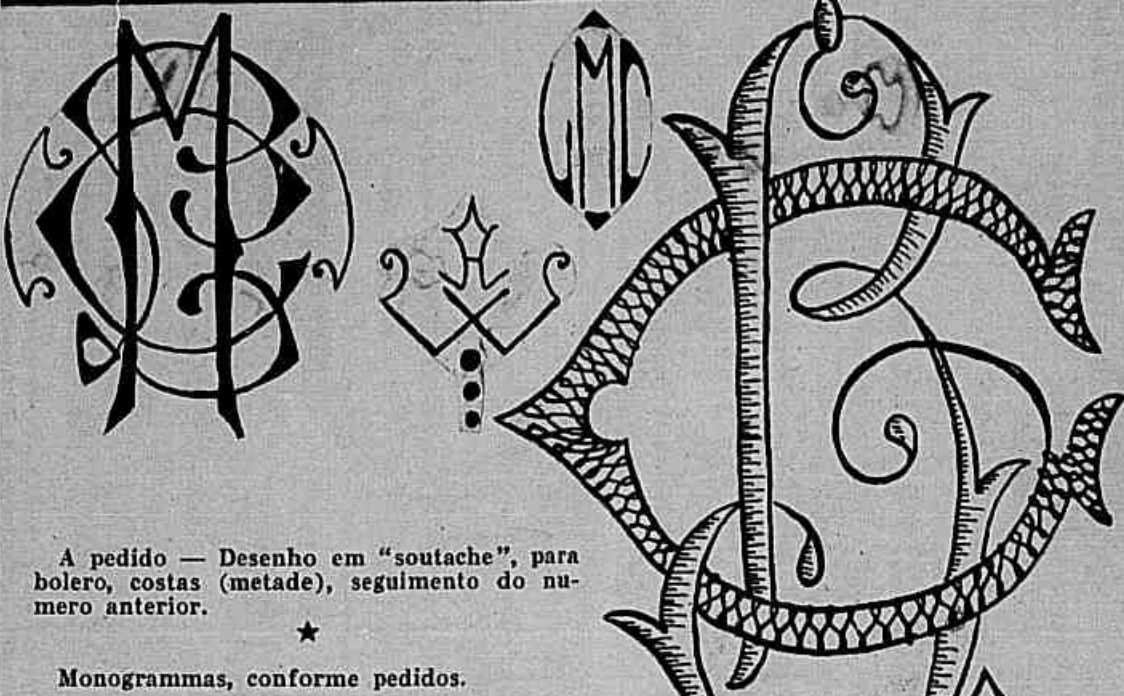 A pedido — Desenho em "soutache", para
bolero, costas (metade), seguimento do nu-
mero anterior.
Monogrammas, conforme pedidos.